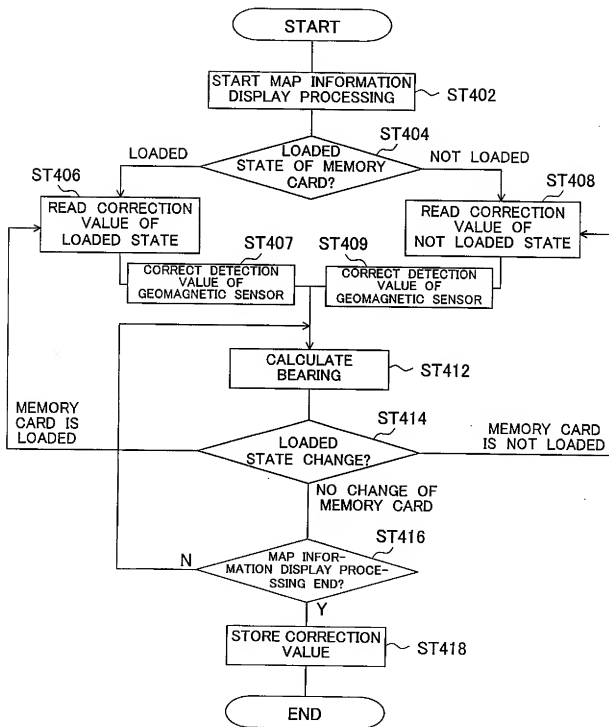 START
START MAP INFORMATION
DISPLAY PROCESSING
ST402
ST404
LOADED
LOADED
STATE OF MEMORY
CARD?
NOT LOADED
ST406
ST408
READ CORRECTION
VALUE OF
LOADED STATE
READ CORRECTION
VALUE OF
NOT LOADED STATE
ST407
ST409
CORRECT DETECTION
VALUE OF
GEOMAGNETIC SENSOR
CORRECT DETECTION
VALUE OF
GEOMAGNETIC SENSOR
CALCULATE
BEARING
ST412
ST414
MEMORY
CARD IS
LOADED
LOADED
STATE CHANGE?
MEMORY CARD
IS NOT LOADED
NO CHANGE OF
MEMORY CARD
ST416
N
MAP INFOR-
MATION DISPLAY PROCE-
SSING END?
Y
STORE CORRECTION
VALUE
ST418
END